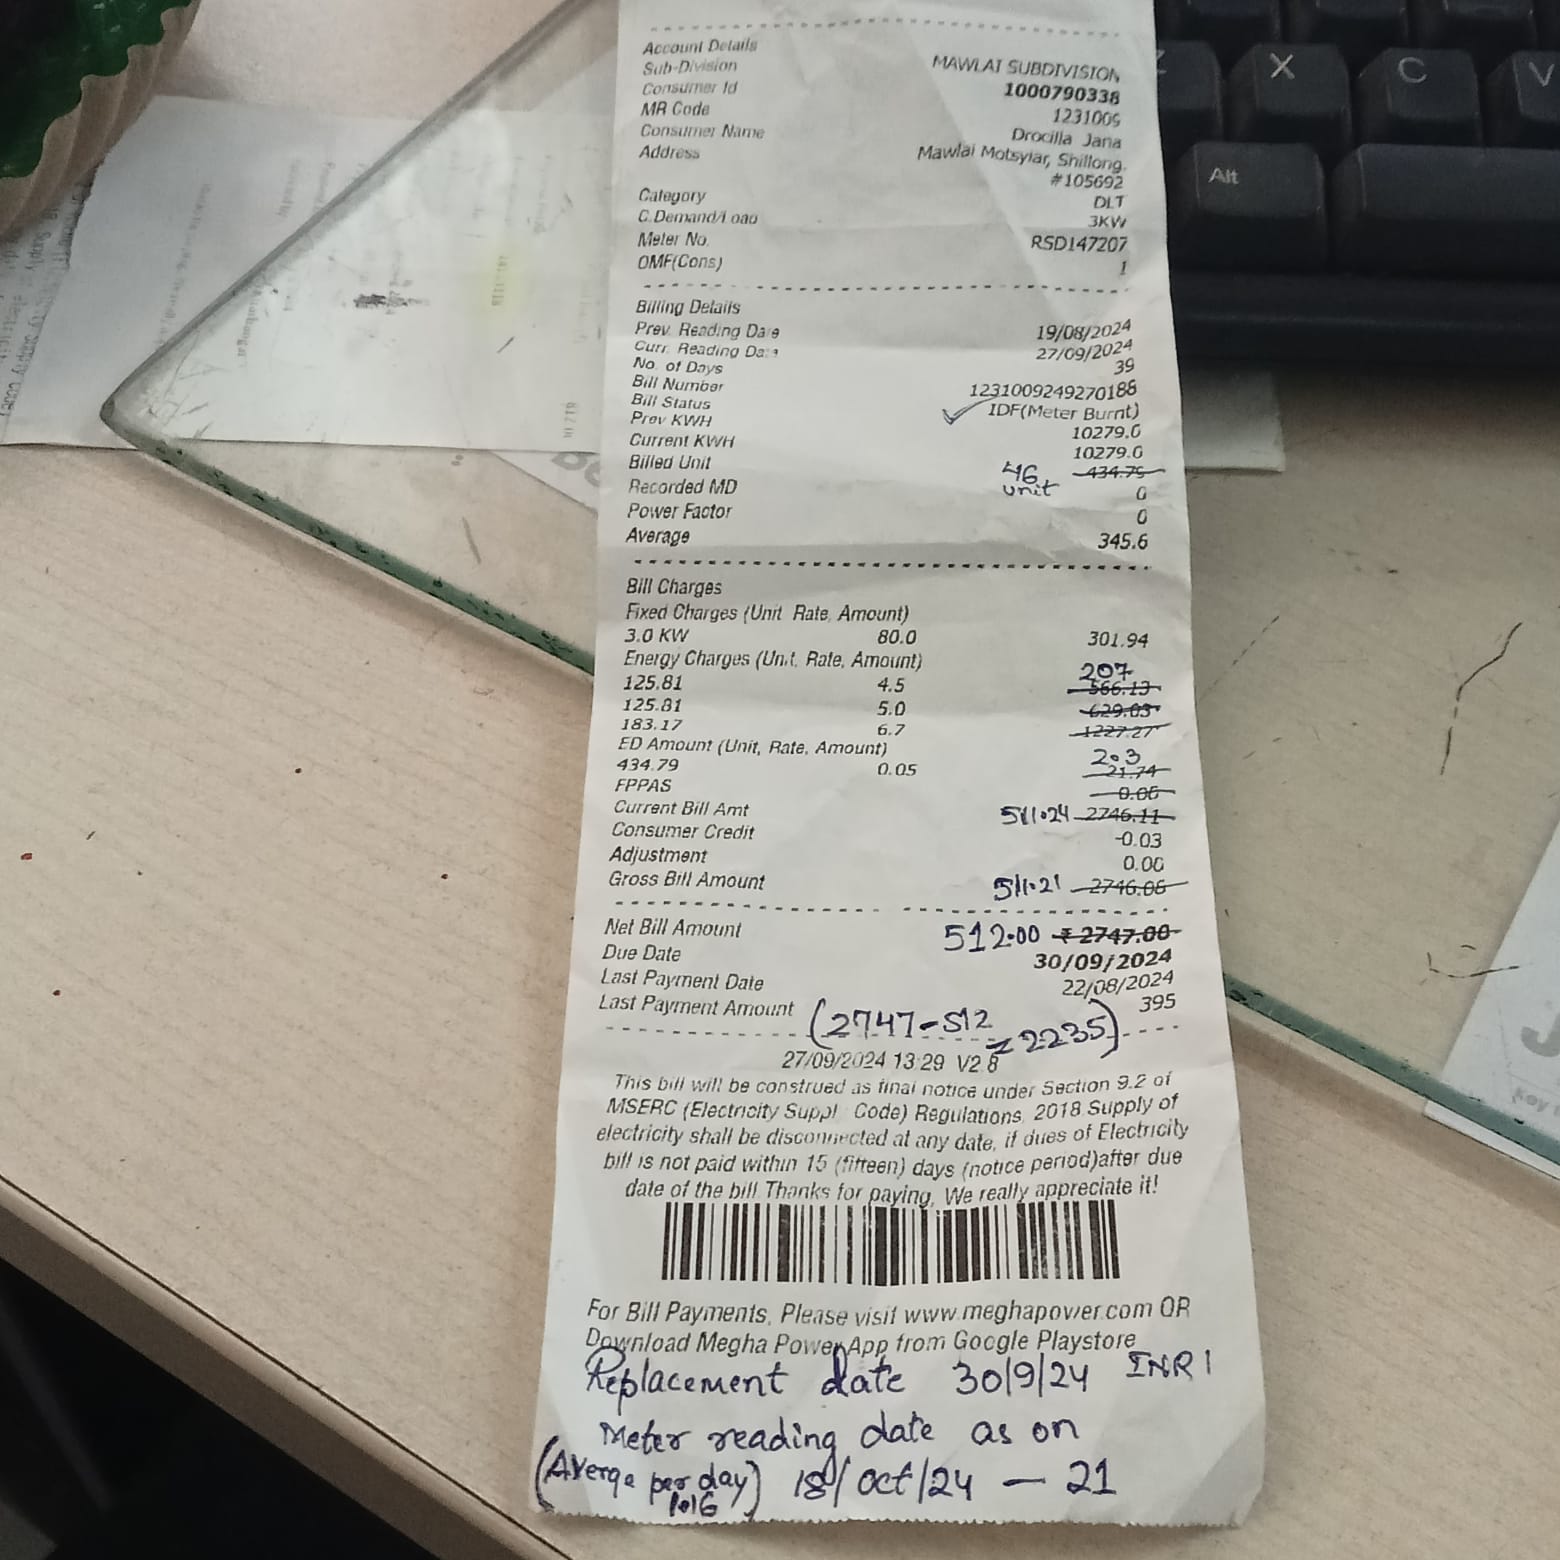 Account Details
Sub-Division MAWLAI SUBDIVISION
Consumer Id 1000790338
MR Code 1231009
Consumer Name Drocilla Jana
Address Mawlai Motsyiar, Shillong.
#105692
Category DLT
C.Demand/Load 3KW
Meter No. RSD147207
OMF(Cons) 1
Billing Details
Prev. Reading Date 19/08/2024
Curr. Reading Date 27/09/2024
No. of Days 39
Bill Number 1231009249270188
Bill Status IDF(Meter Burnt)
Prev KWH 10279.0
Current KWH 10279.0
Billed Unit 46 unit 434.79
Recorded MD 0
Power Factor 0
Average 345.6
Bill Charges
Fixed Charges (Unit, Rate, Amount)
3.0 KW 80.0 301.94
Energy Charges (Unit, Rate, Amount) 207
125.81 4.5 566.13
125.81 5.0 629.03
183.17 6.7 1227.27
ED Amount (Unit, Rate, Amount) 2.3
434.79 0.05 21.74
FPPAS 0.00
Current Bill Amt 511.24 2746.11
Consumer Credit -0.03
Adjustment 0.00
Gross Bill Amount 511.21 2746.08
Net Bill Amount 512.00 ₹ 2747.00
Due Date 30/09/2024
Last Payment Date 22/08/2024
Last Payment Amount 395
(2747-512 = 2235)
27/09/2024 13:29 V2.8
This bill will be construed as final notice under Section 9.2 of
MSERC (Electricity Supply Code) Regulations, 2018.Supply of
electricity shall be disconnected at any date, if dues of Electricity
bill is not paid within 15 (fifteen) days (notice period)after due
date of the bill.Thanks for paying, We really appreciate it!
For Bill Payments, Please visit www.meghapower.com OR
Download Megha Power App from Google Playstore
Replacement date 30/9/24 INR 1
Meter reading date as on
(Averge per day) 18/Oct/24 - 21
1.16
Z X C V
Alt